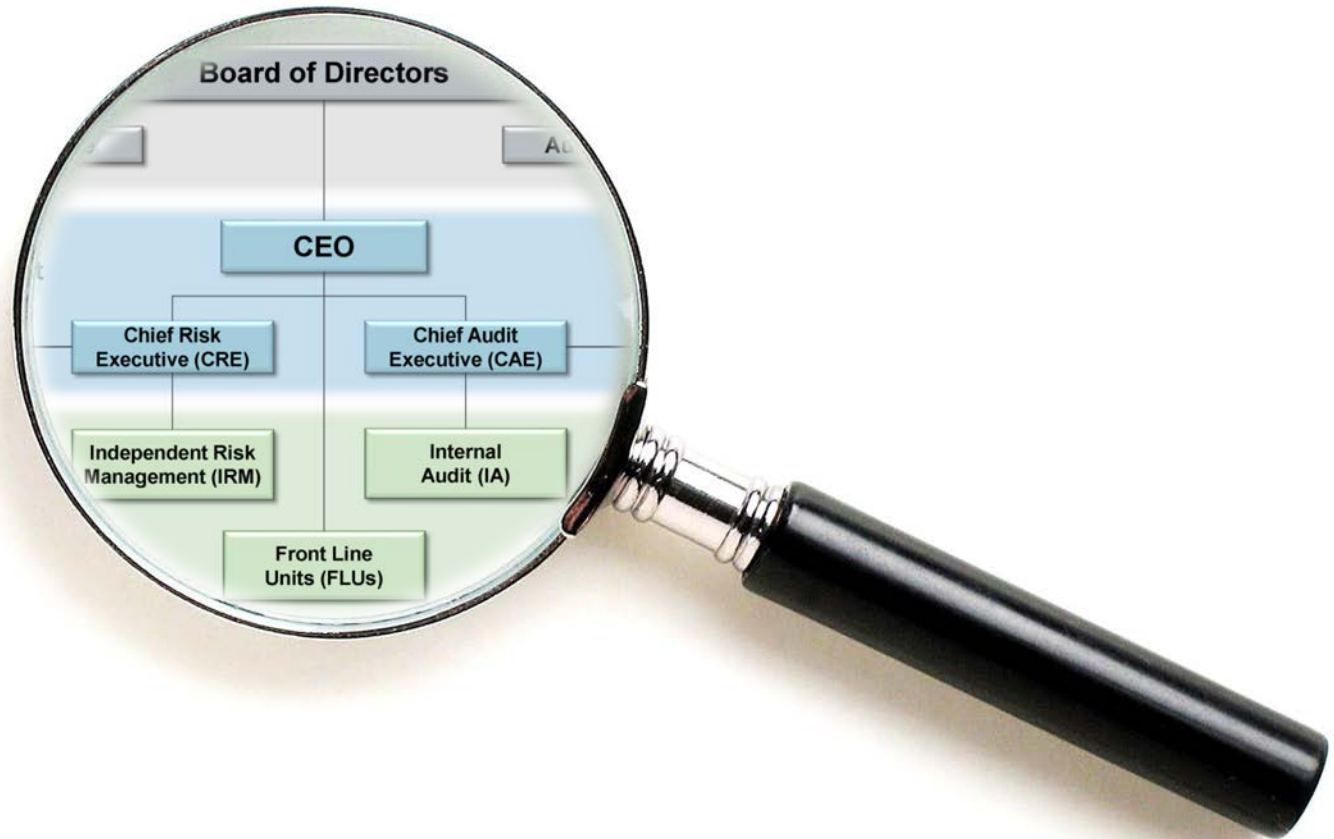 Board of Directors
CEO
Chief Risk
Executive (CRE)
Chief Audit
Executive (CAE)
Independent Risk
Management (IRM)
Internal
Audit (IA)
Front Line
Units (FLUs)